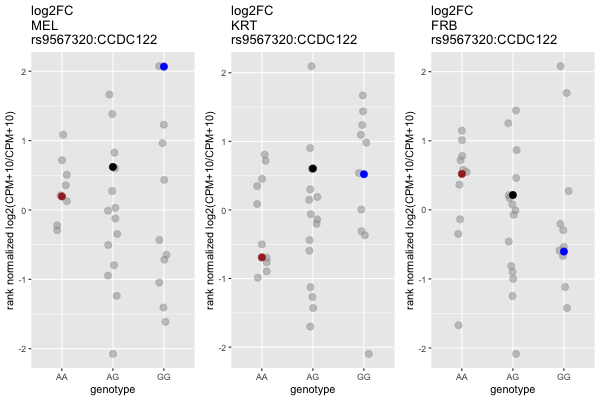 log2FC
MEL
rs9567320:CCDC122
rank normalized log2(CPM+10/CPM+10)
2
1
0
-1
-2
AA
AG
GG
genotype
log2FC
KRT
rs9567320:CCDC122
rank normalized log2(CPM+10/CPM+10)
2
1
0
-1
-2
AA
AG
GG
genotype
log2FC
FRB
rs9567320:CCDC122
rank normalized log2(CPM+10/CPM+10)
2
1
0
-1
-2
AA
AG
GG
genotype